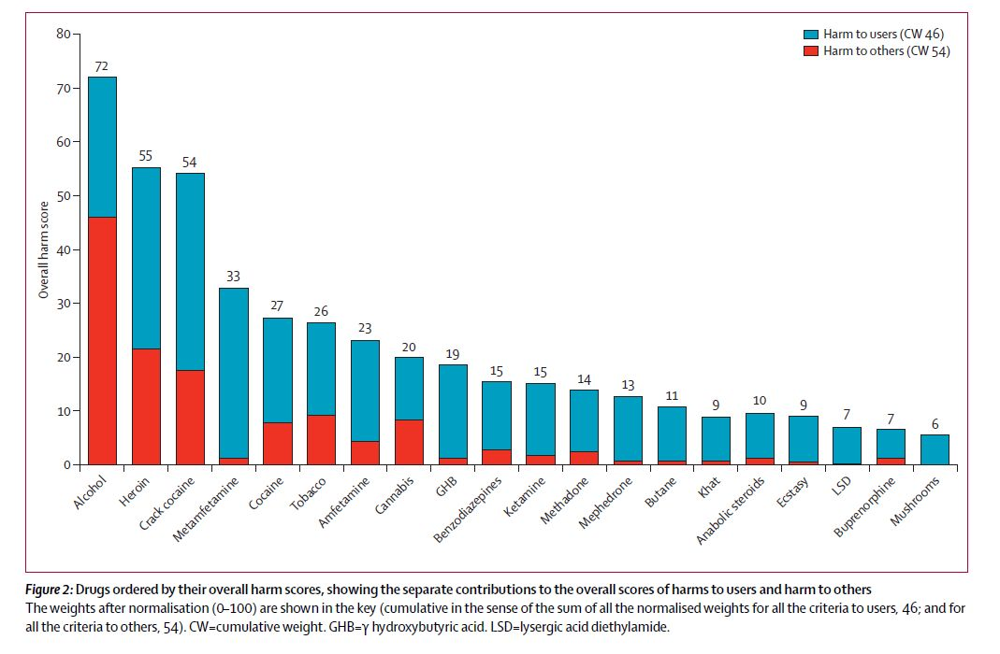 80
70
60
50
40
30
20
10
0
Overall harm score
Harm to users (CW 46)
Harm to others (CW 54)
72
55
54
33
27
26
23
20
19
15
15
14
13
11
9
10
9
7
7
6
Alcohol
Heroin
Crack cocaine
Metamfetamine
Cocaine
Tobacco
Amfetamine
Cannabis
GHB
Benzodiazepines
Ketamine
Methadone
Mephedrone
Butane
Khat
Anabolic steroids
Ecstasy
LSD
Buprenorphine
Mushrooms
Figure 2: Drugs ordered by their overall harm scores, showing the separate contributions to the overall scores of harms to users and harm to others
The weights after normalisation (0–100) are shown in the key (cumulative in the sense of the sum of all the normalised weights for all the criteria to users, 46; and for
all the criteria to others, 54). CW=cumulative weight. GHB=γ hydroxybutyric acid. LSD=lysergic acid diethylamide.